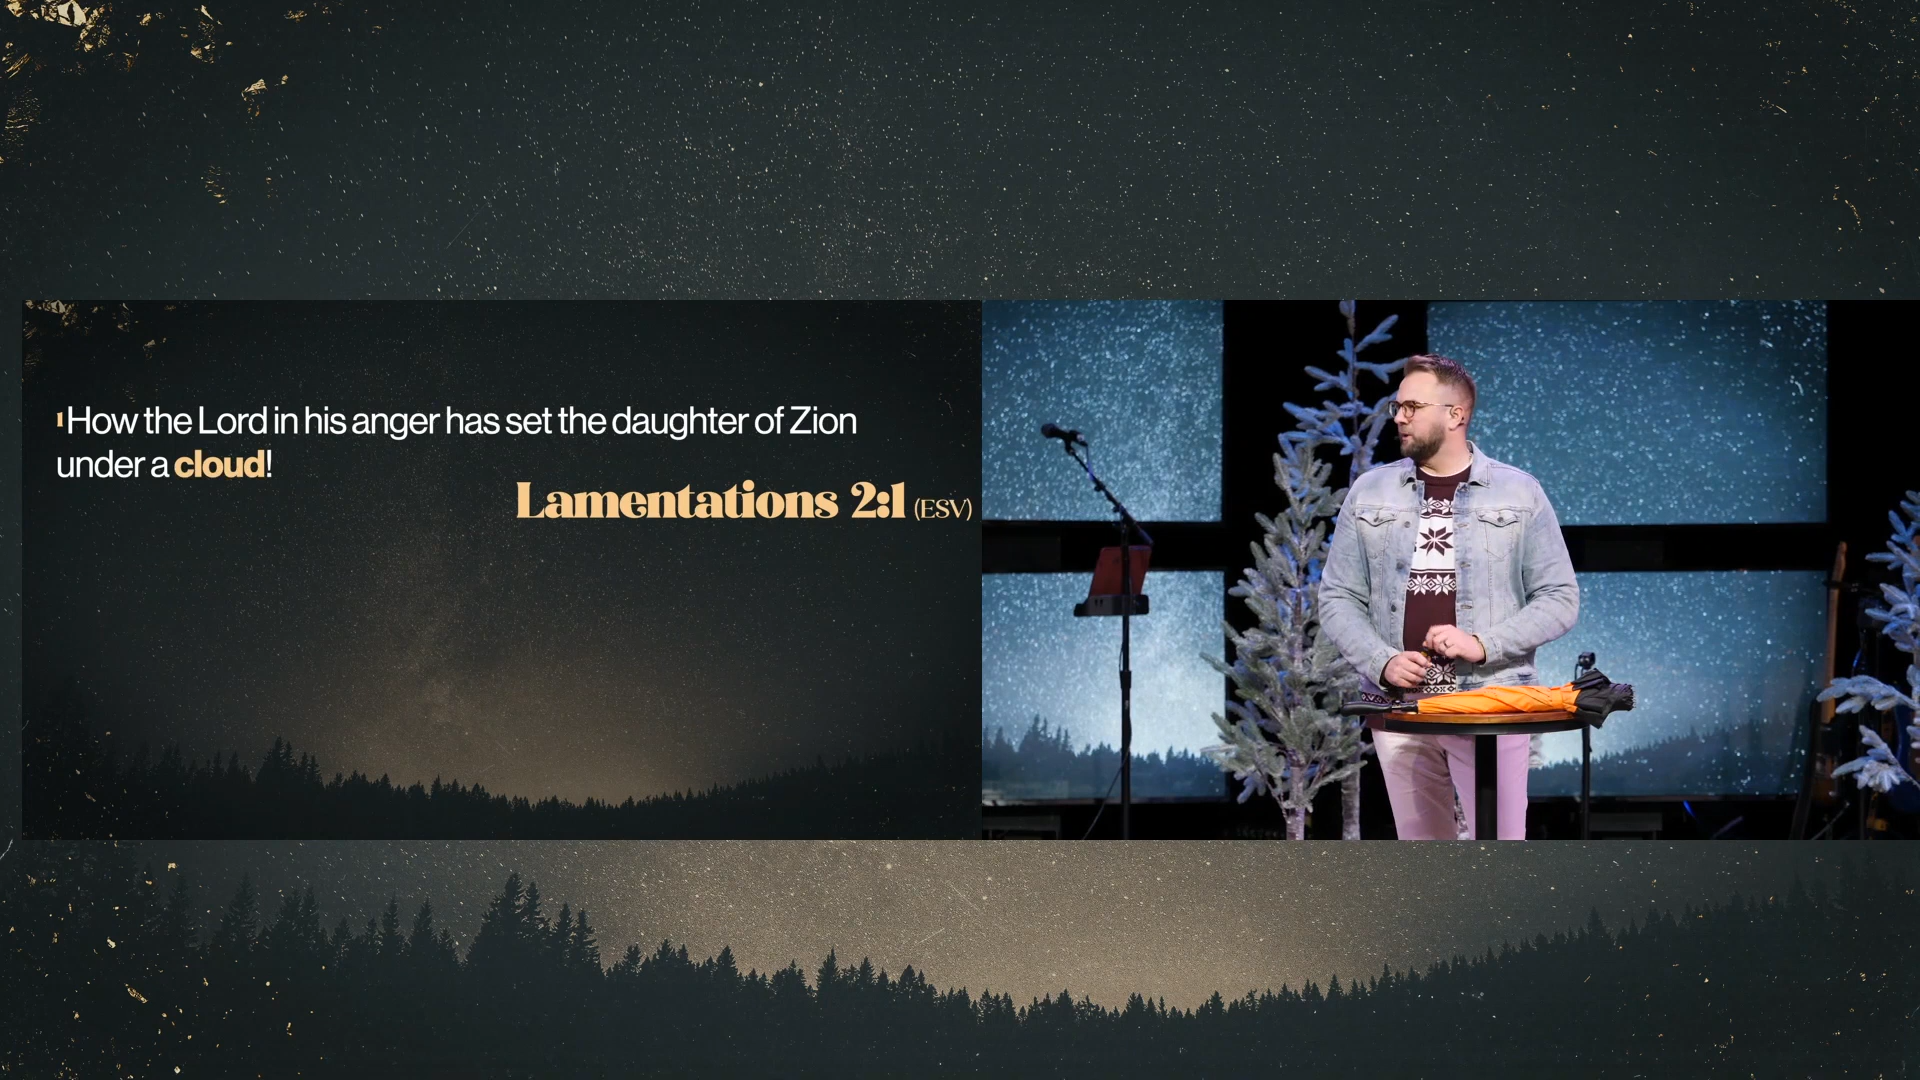 1How the Lord in his anger has set the daughter of Zion
under a cloud!
Lamentations 2:1 (ESV)